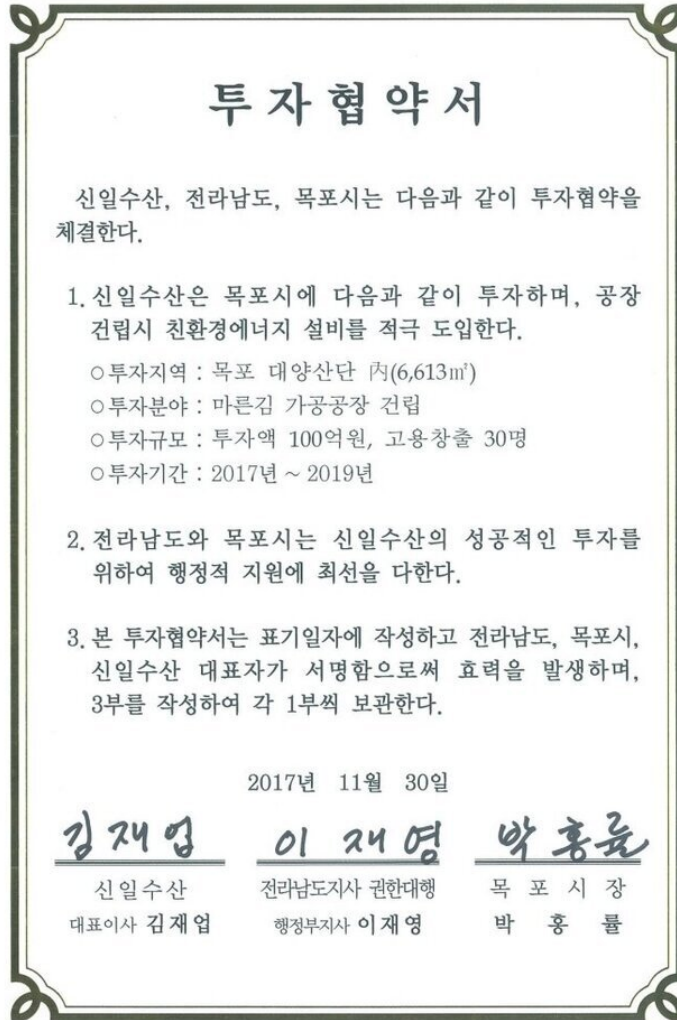 투자협약서
신일수산, 전라남도, 목포시는 다음과 같이 투자협약을
체결한다.
1. 신일수산은 목포시에 다음과 같이 투자하며, 공장
건립시 친환경에너지 설비를 적극 도입한다.
○투자지역 : 목포 대양산단 內(6,613㎡)
○투자분야 : 마른김 가공공장 건립
○투자규모 : 투자액 100억원, 고용창출 30명
○투자기간 : 2017년 ~ 2019년
2. 전라남도와 목포시는 신일수산의 성공적인 투자를
위하여 행정적 지원에 최선을 다한다.
3. 본 투자협약서는 표기일자에 작성하고 전라남도, 목포시,
신일수산 대표자가 서명함으로써 효력을 발생하며,
3부를 작성하여 각 1부씩 보관한다.
2017년 11월 30일
김재업 이재영 박홍률
신일수산 전라남도지사 권한대행 목 포 시 장
대표이사 김재업 행정부지사 이재영 박 홍 률